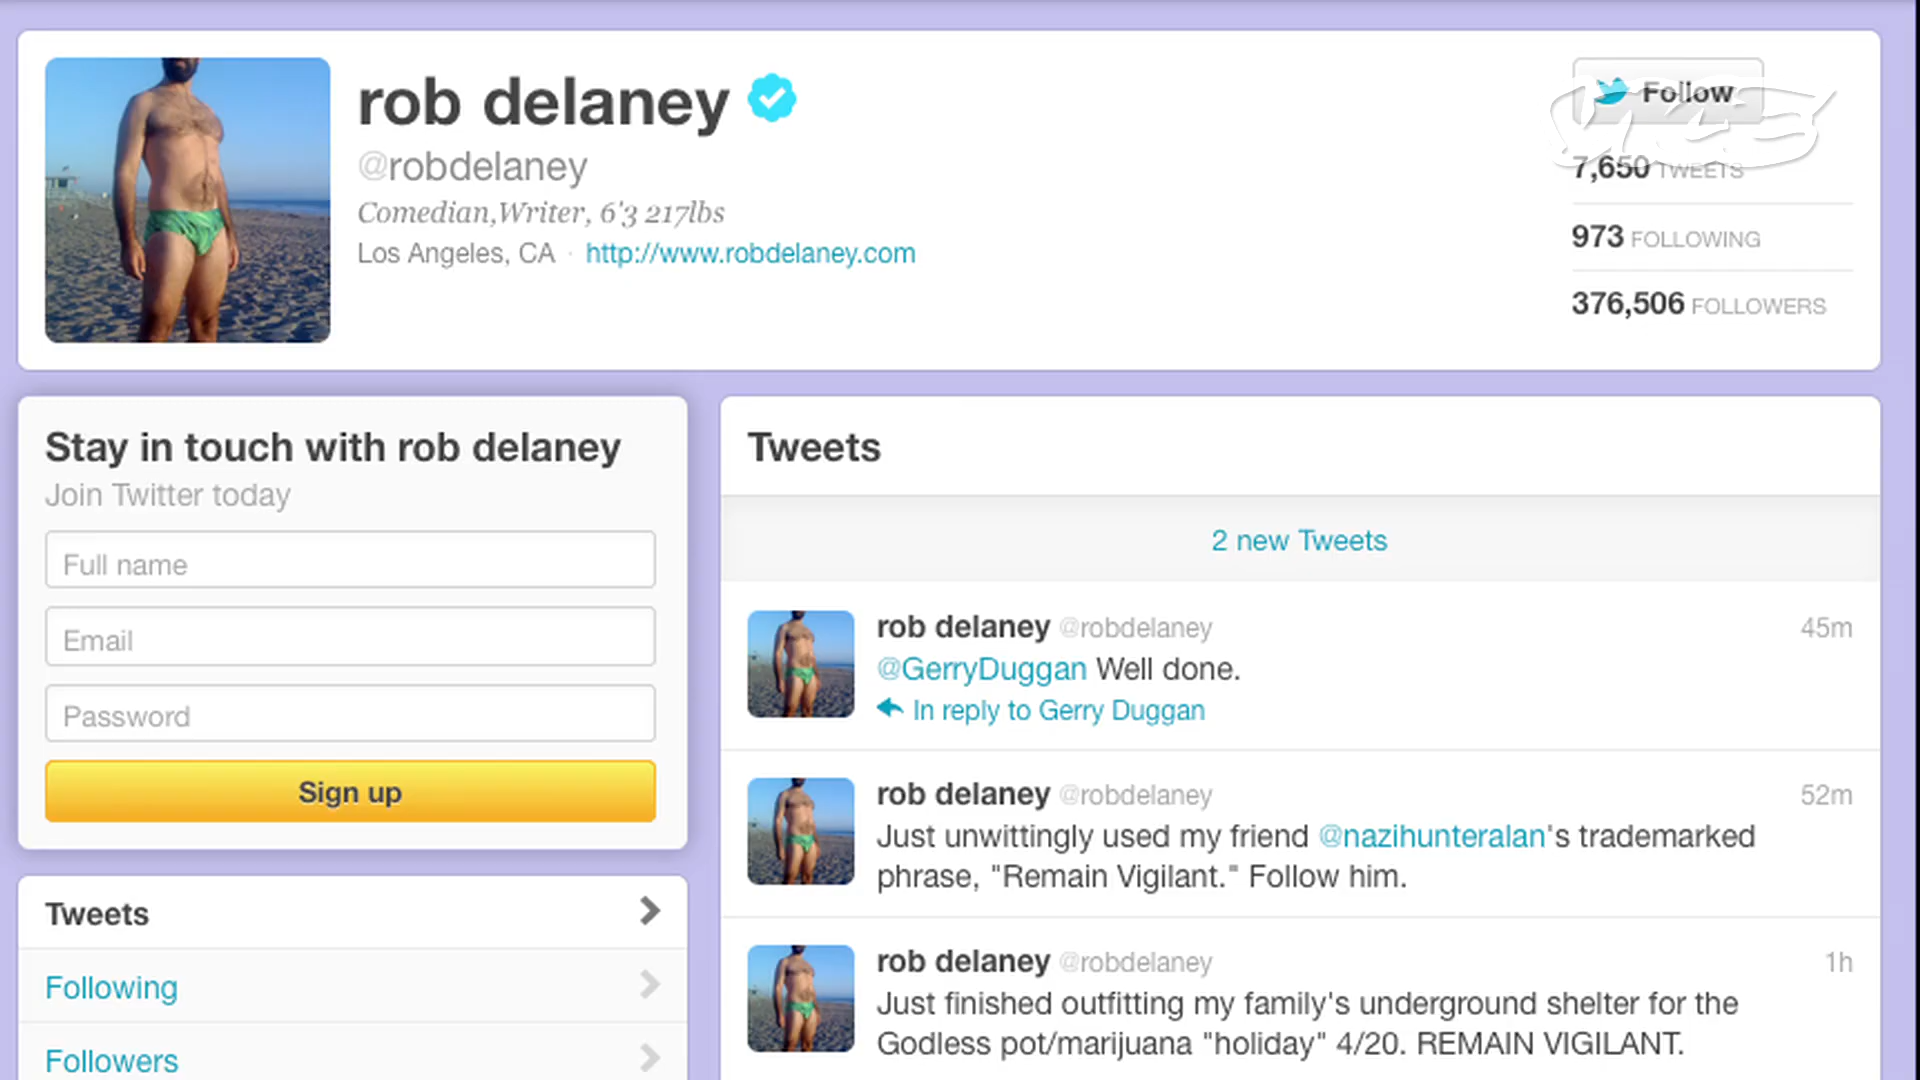 rob delaney
@robdelaney
Comedian,Writer, 6'3 217lbs
Los Angeles, CA · http://www.robdelaney.com
Follow
VICE
7,650 TWEETS
973 FOLLOWING
376,506 FOLLOWERS
Stay in touch with rob delaney
Join Twitter today
Full name
Email
Password
Sign up
Tweets
Following
Followers
Tweets
2 new Tweets
rob delaney @robdelaney 45m
@GerryDuggan Well done.
In reply to Gerry Duggan
rob delaney @robdelaney 52m
Just unwittingly used my friend @nazihunteralan's trademarked
phrase, "Remain Vigilant." Follow him.
rob delaney @robdelaney 1h
Just finished outfitting my family's underground shelter for the
Godless pot/marijuana "holiday" 4/20. REMAIN VIGILANT.